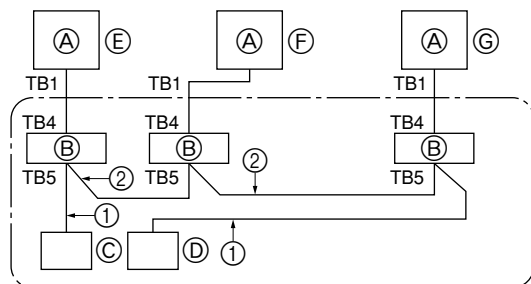 Ⓐ Ⓔ Ⓐ Ⓕ Ⓐ Ⓖ
TB1 TB1 TB1
TB4 TB4 TB4
Ⓑ Ⓑ Ⓑ
② ②
TB5 TB5 TB5
①
Ⓒ Ⓓ ①